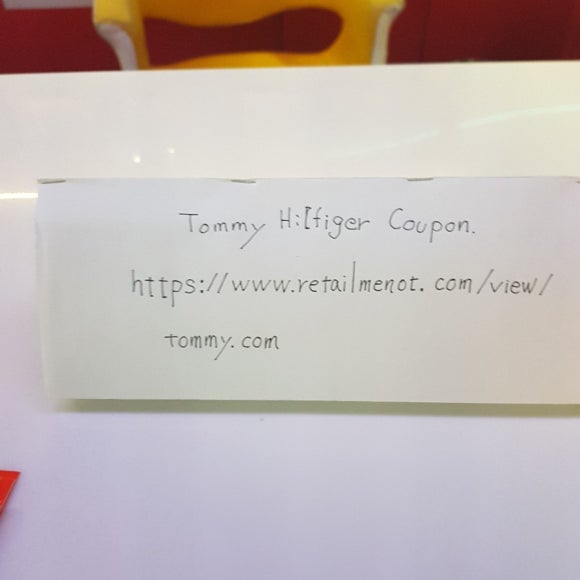 Tommy Hilfiger Coupon.
https://www.retailmenot.com/view/
tommy.com